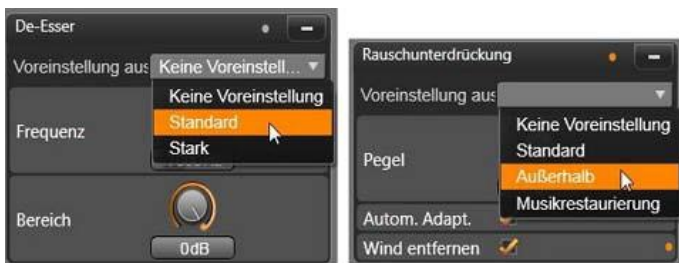 De-Esser
Voreinstellung aus Keine Voreinstell...
Keine Voreinstellung
Standard
Stark
Frequenz
Bereich
0dB
Rauschunterdrückung
Voreinstellung aus
Keine Voreinstellung
Standard
Außerhalb
Musikrestaurierung
Pegel
Autom. Adapt.
Wind entfernen